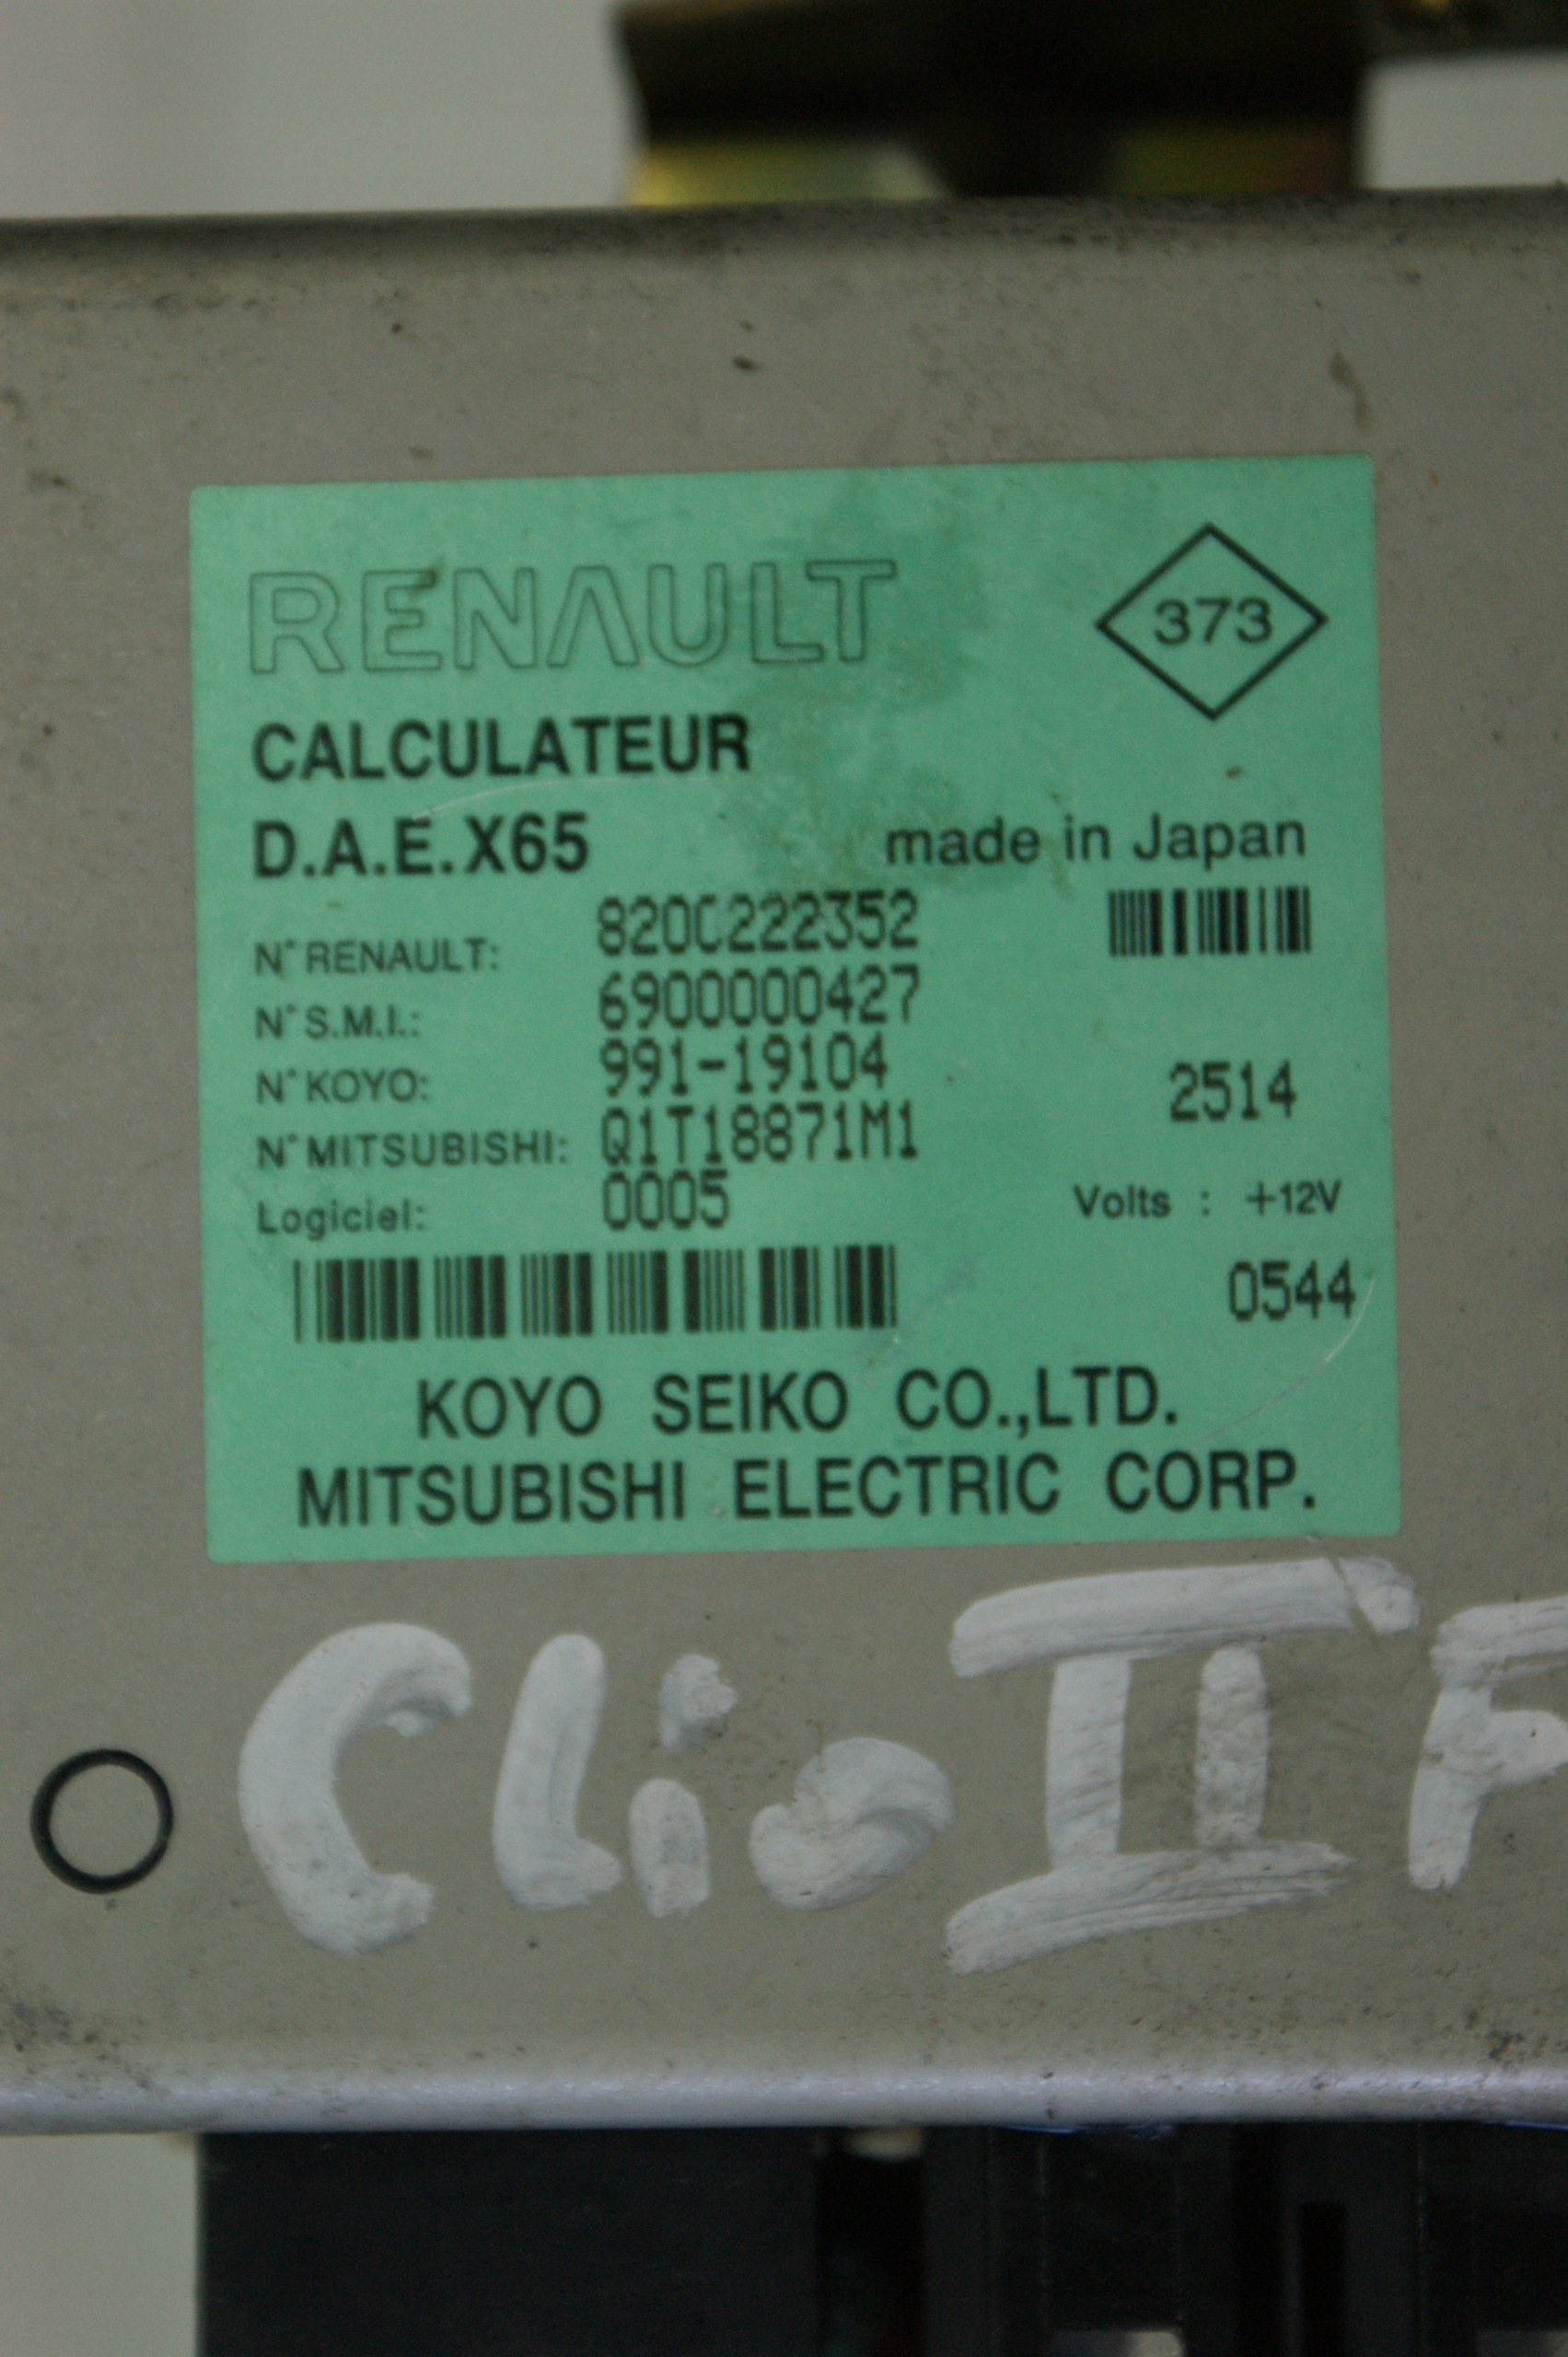 RENAULT
373
CALCULATEUR
D.A.E.X65
made in Japan
N° RENAULT: 8200222352
N° S.M.I.: 6900000427
N° KOYO: 991-19104
2514
N° MITSUBISHI: Q1T18871M1
Logiciel: 0005
Volts : +12V
0544
KOYO SEIKO CO.,LTD.
MITSUBISHI ELECTRIC CORP.
Clio II F